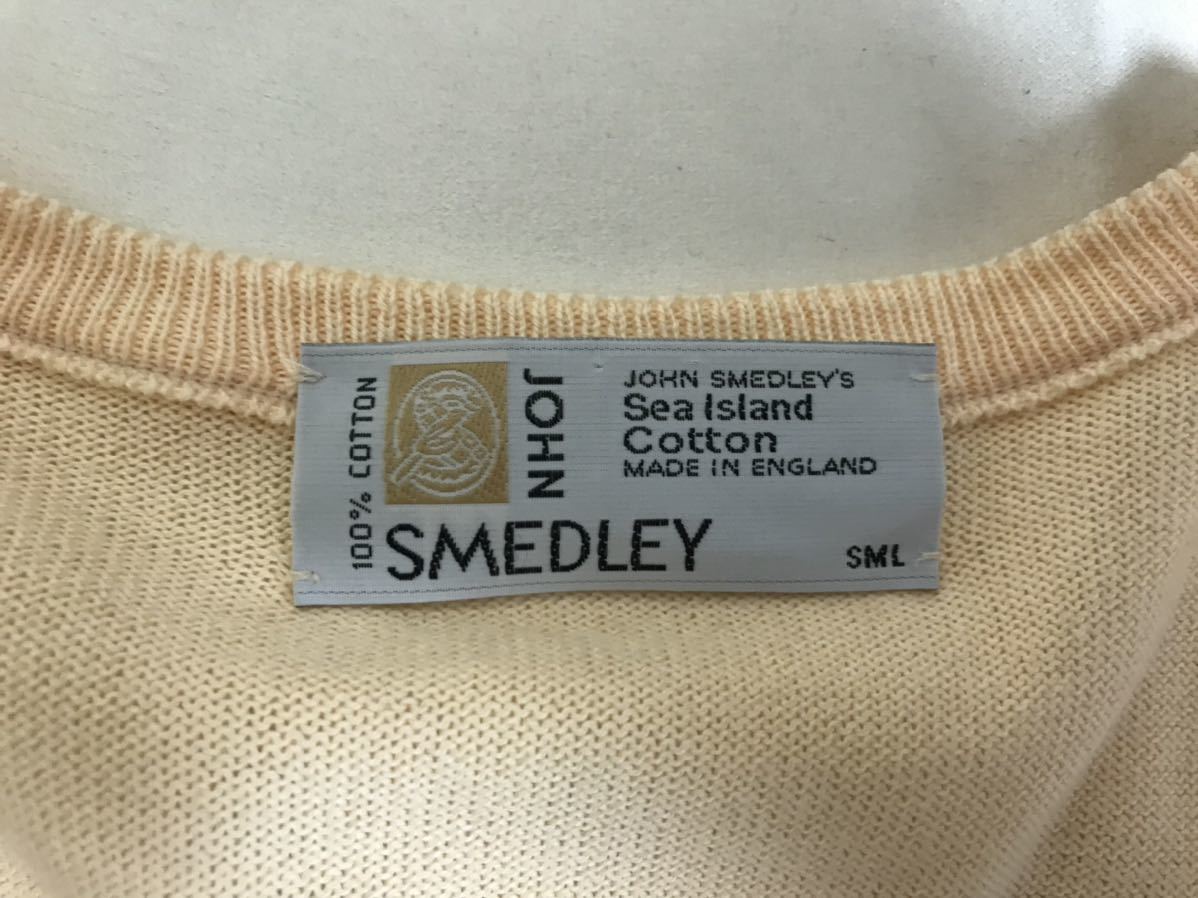 100% COTTON
JOHN
SMEDLEY
JOHN SMEDLEY'S
Sea Island
Cotton
MADE IN ENGLAND
SML